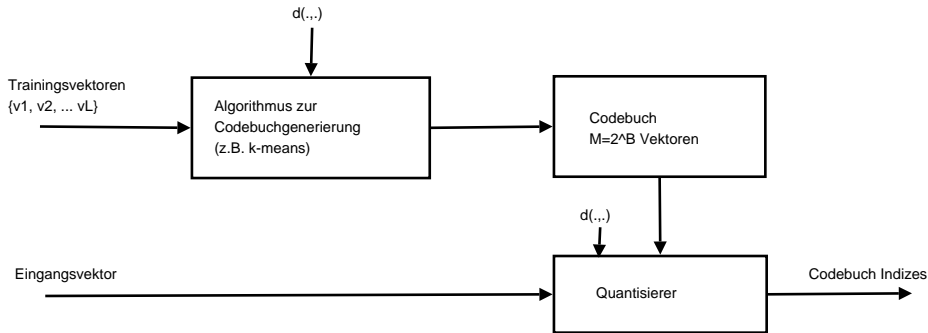 d(.,.)
Trainingsvektoren
{v1, v2, ... vL}
Algorithmus zur
Codebuchgenerierung
(z.B. k-means)
Codebuch
M=2^B Vektoren
d(.,.)
Eingangsvektor
Quantisierer
Codebuch Indizes